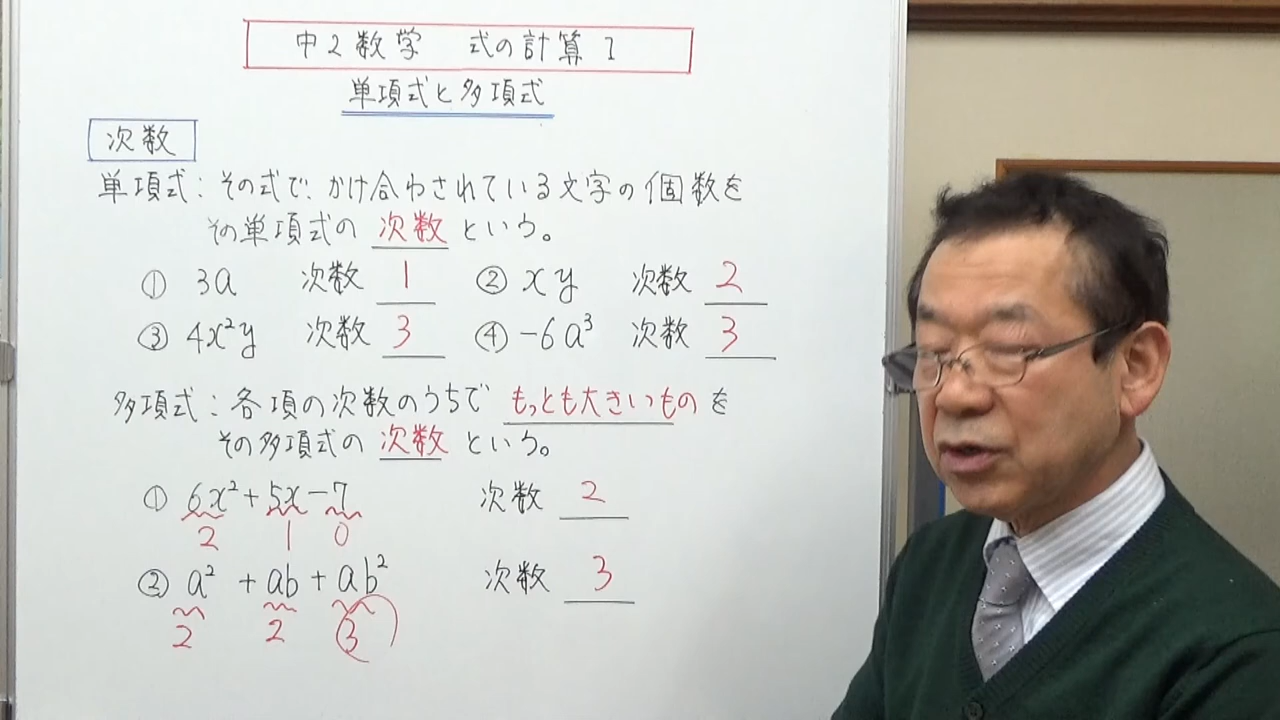 中2数学 式の計算1
単項式と多項式
次数
単項式：その式で、かけ合わされている文字の個数を
その単項式の 次数 という。
① 3a 次数 1 ② xy 次数 2
③ 4x²y 次数 3 ④ -6a³ 次数 3
多項式：各項の次数のうちで もっとも大きいもの を
その多項式の 次数 という。
① 6x²+5x-7 次数 2
2 1 0
② a²+ab+ab² 次数 3
2 2 3